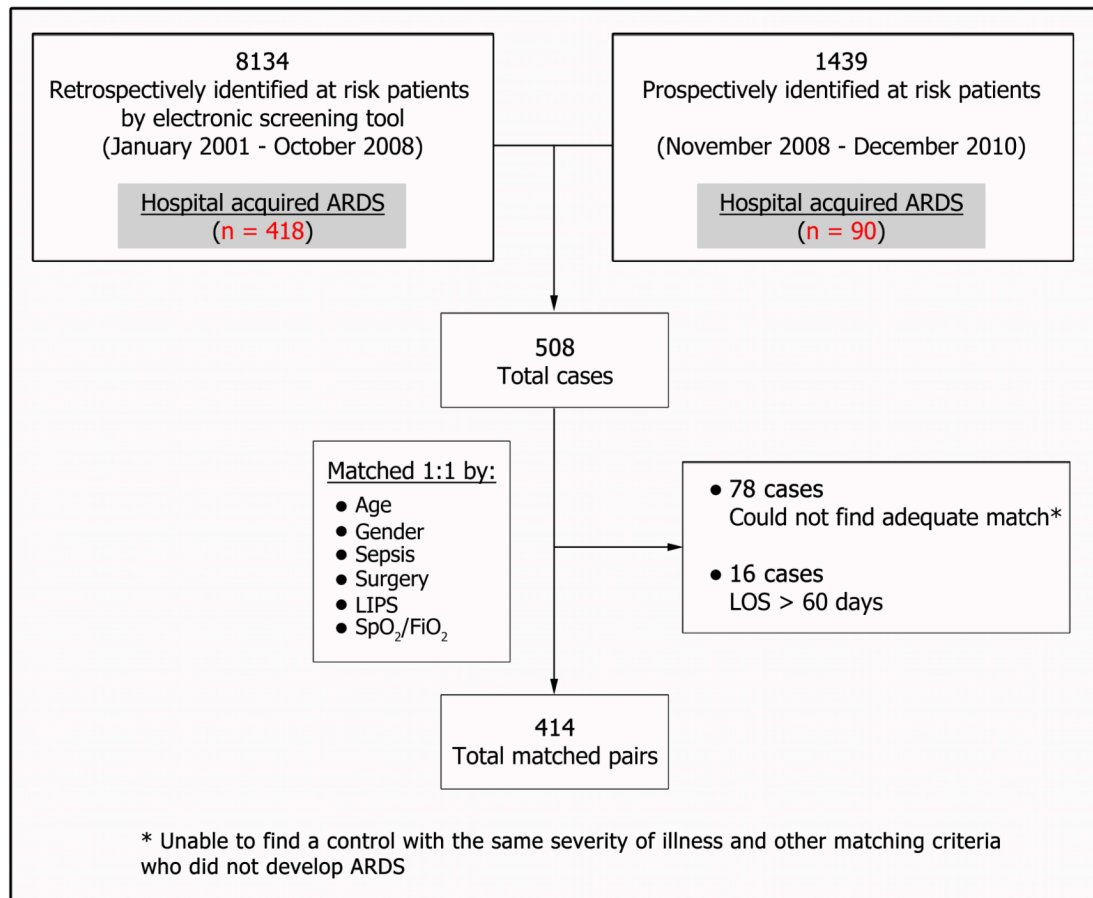 8134
Retrospectively identified at risk patients
by electronic screening tool
(January 2001 - October 2008)
Hospital acquired ARDS
(n = 418)
1439
Prospectively identified at risk patients
(November 2008 - December 2010)
Hospital acquired ARDS
(n = 90)
508
Total cases
Matched 1:1 by:
● Age
● Gender
● Sepsis
● Surgery
● LIPS
● SpO₂/FiO₂
● 78 cases
Could not find adequate match*
● 16 cases
LOS > 60 days
414
Total matched pairs
* Unable to find a control with the same severity of illness and other matching criteria
who did not develop ARDS